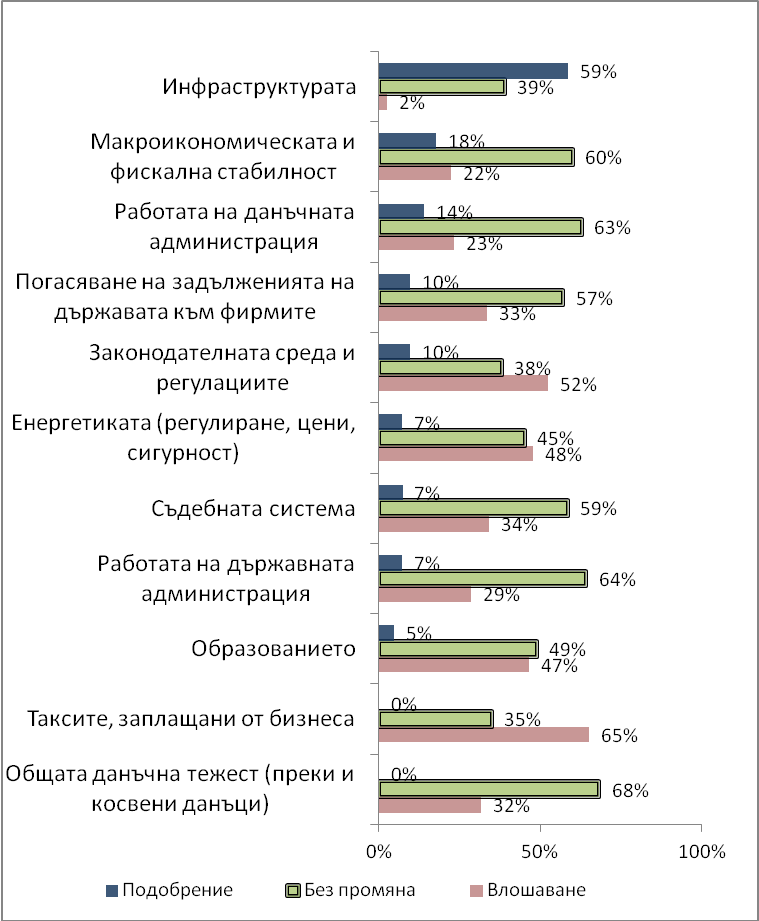 Инфраструктурата
59%
39%
2%
Макроикономическата и
фискална стабилност
18%
60%
22%
Работата на данъчната
администрация
14%
63%
23%
Погасяване на задълженията на
държавата към фирмите
10%
57%
33%
Законодателната среда и
регулациите
10%
38%
52%
Енергетиката (регулиране, цени,
сигурност)
7%
45%
48%
Съдебната система
7%
59%
34%
Работата на държавната
администрация
7%
64%
29%
Образованието
5%
49%
47%
Таксите, заплащани от бизнеса
0%
35%
65%
Общата данъчна тежест (преки и
косвени данъци)
0%
68%
32%
0% 50% 100%
Подобрение Без промяна Влошаване